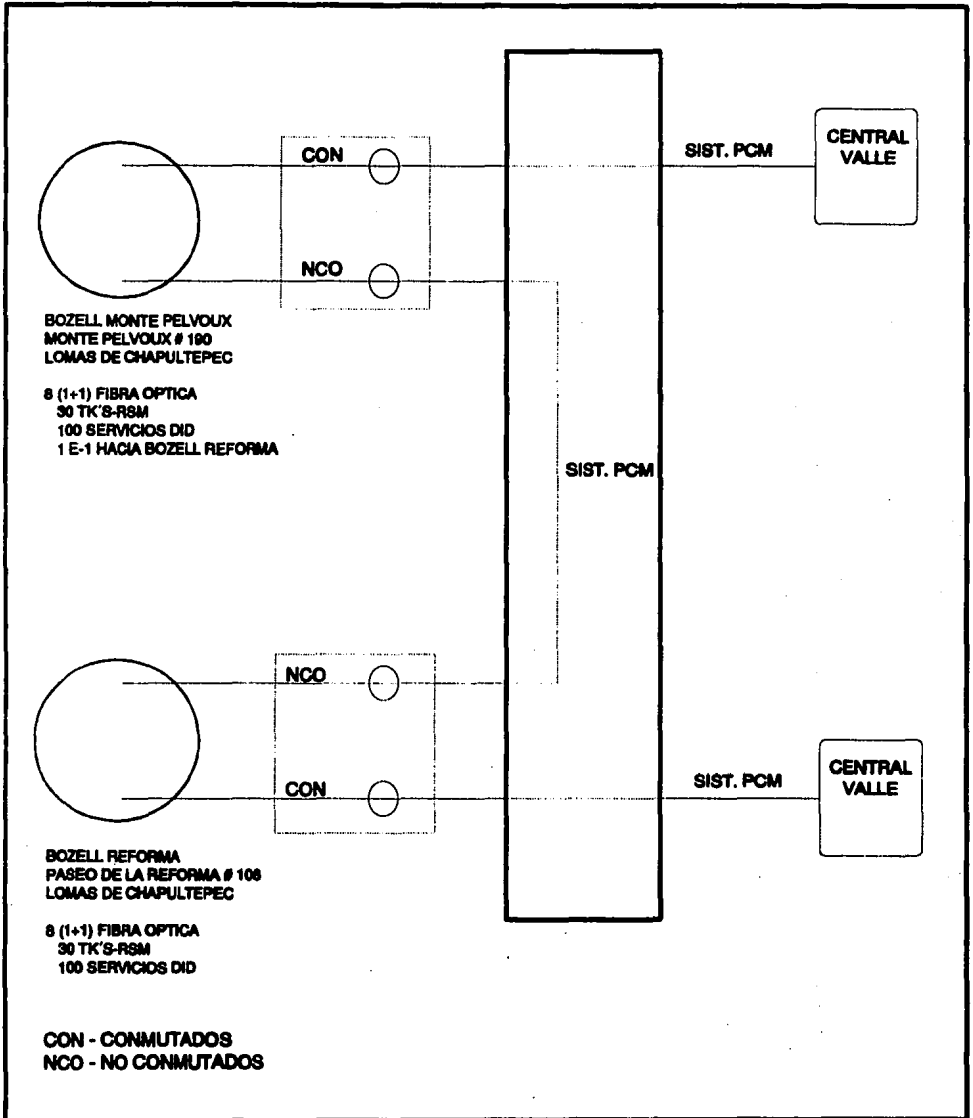 CON
SIST. PCM
CENTRAL
VALLE
NCO
BOZELL MONTE PELVOUX
MONTE PELVOUX # 190
LOMAS DE CHAPULTEPEC
8 (1+1) FIBRA OPTICA
30 TK'S-RSM
100 SERVICIOS DID
1 E-1 HACIA BOZELL REFORMA
SIST. PCM
NCO
CON
SIST. PCM
CENTRAL
VALLE
BOZELL REFORMA
PASEO DE LA REFORMA # 106
LOMAS DE CHAPULTEPEC
8 (1+1) FIBRA OPTICA
30 TK'S-RSM
100 SERVICIOS DID
CON - CONMUTADOS
NCO - NO CONMUTADOS